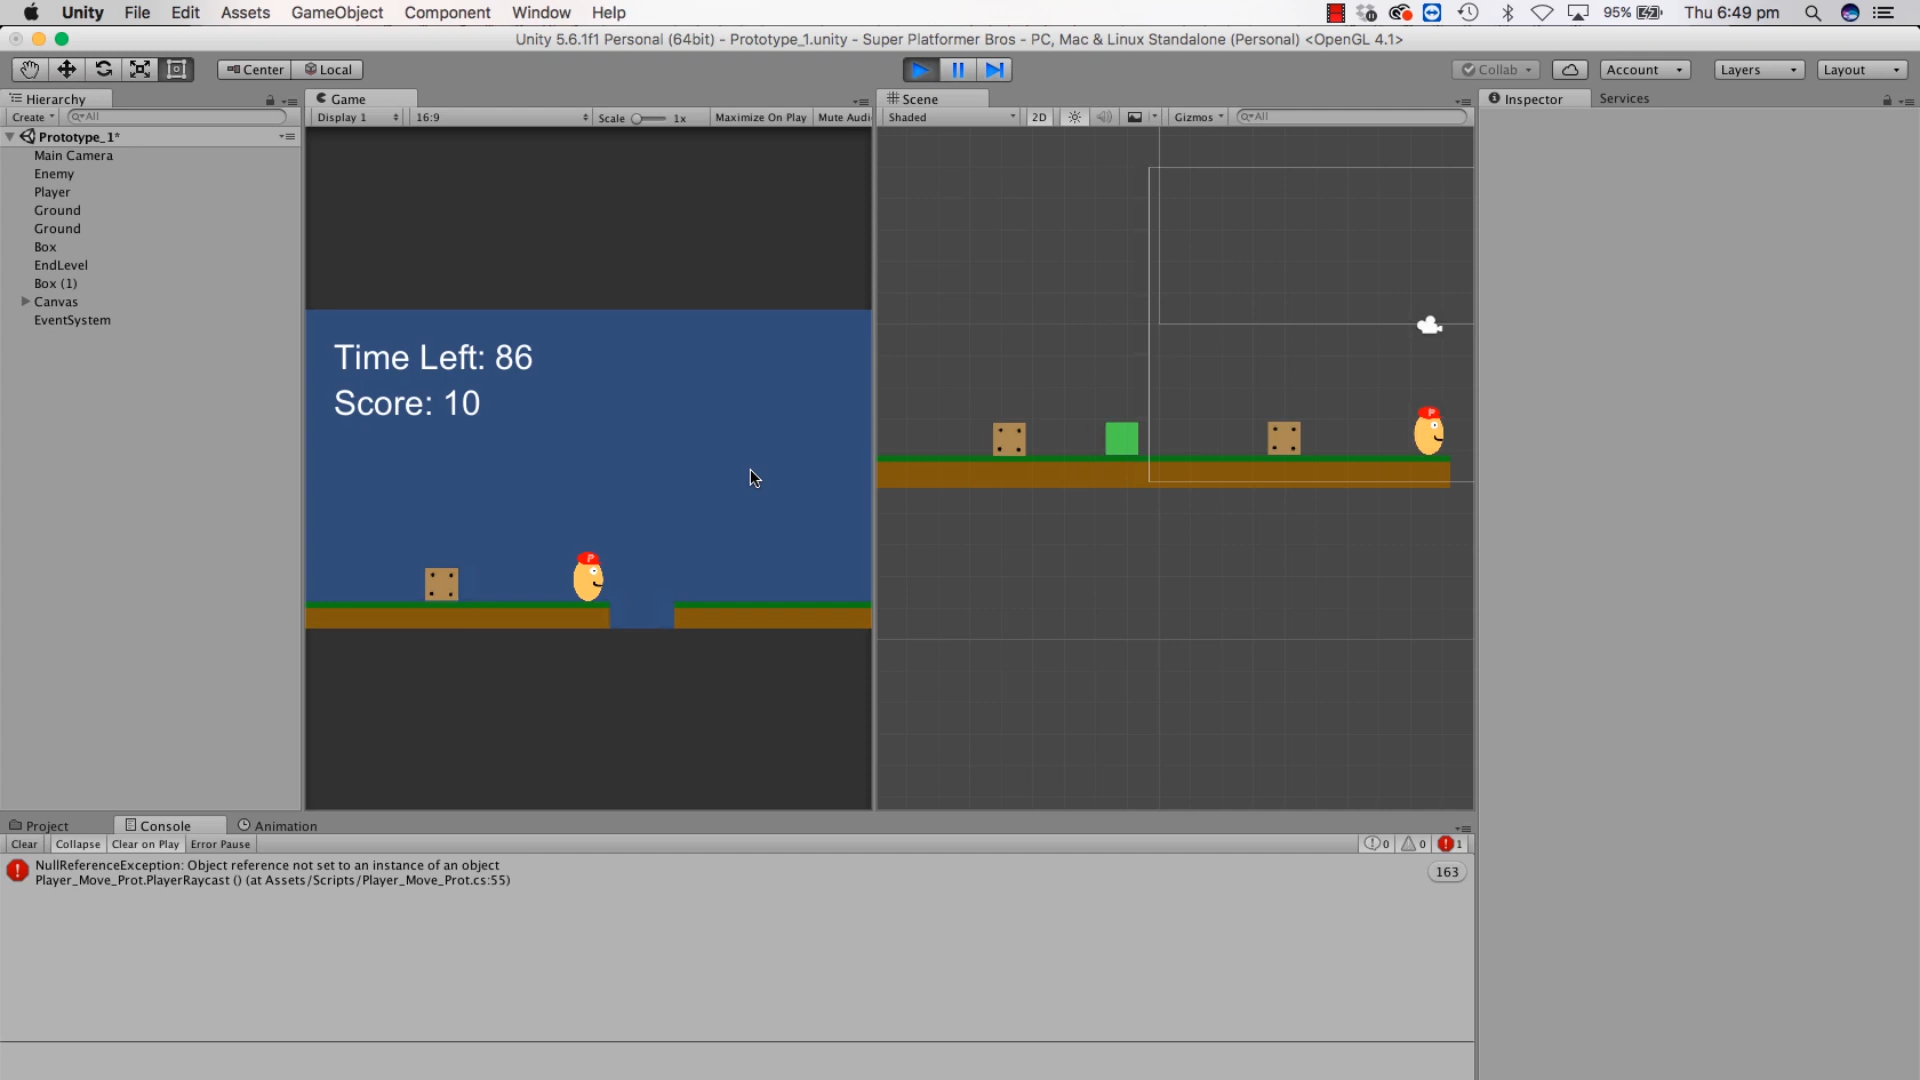 Unity File Edit Assets GameObject Component Window Help 95% Thu 6:49 pm
Unity 5.6.1f1 Personal (64bit) - Prototype_1.unity - Super Platformer Bros - PC, Mac & Linux Standalone (Personal) <OpenGL 4.1>
Center Local Collab Account Layers Layout
Hierarchy
Create All
Prototype_1*
Main Camera
Enemy
Player
Ground
Ground
Box
EndLevel
Box (1)
Canvas
EventSystem
Game
Display 1 16:9 Scale 1x Maximize On Play Mute Audi
Time Left: 86
Score: 10
P
Scene
Shaded 2D Gizmos All
P
Inspector Services
Project Console Animation
Clear Collapse Clear on Play Error Pause 0 0 1
NullReferenceException: Object reference not set to an instance of an object
Player_Move_Prot.PlayerRaycast () (at Assets/Scripts/Player_Move_Prot.cs:55)
163